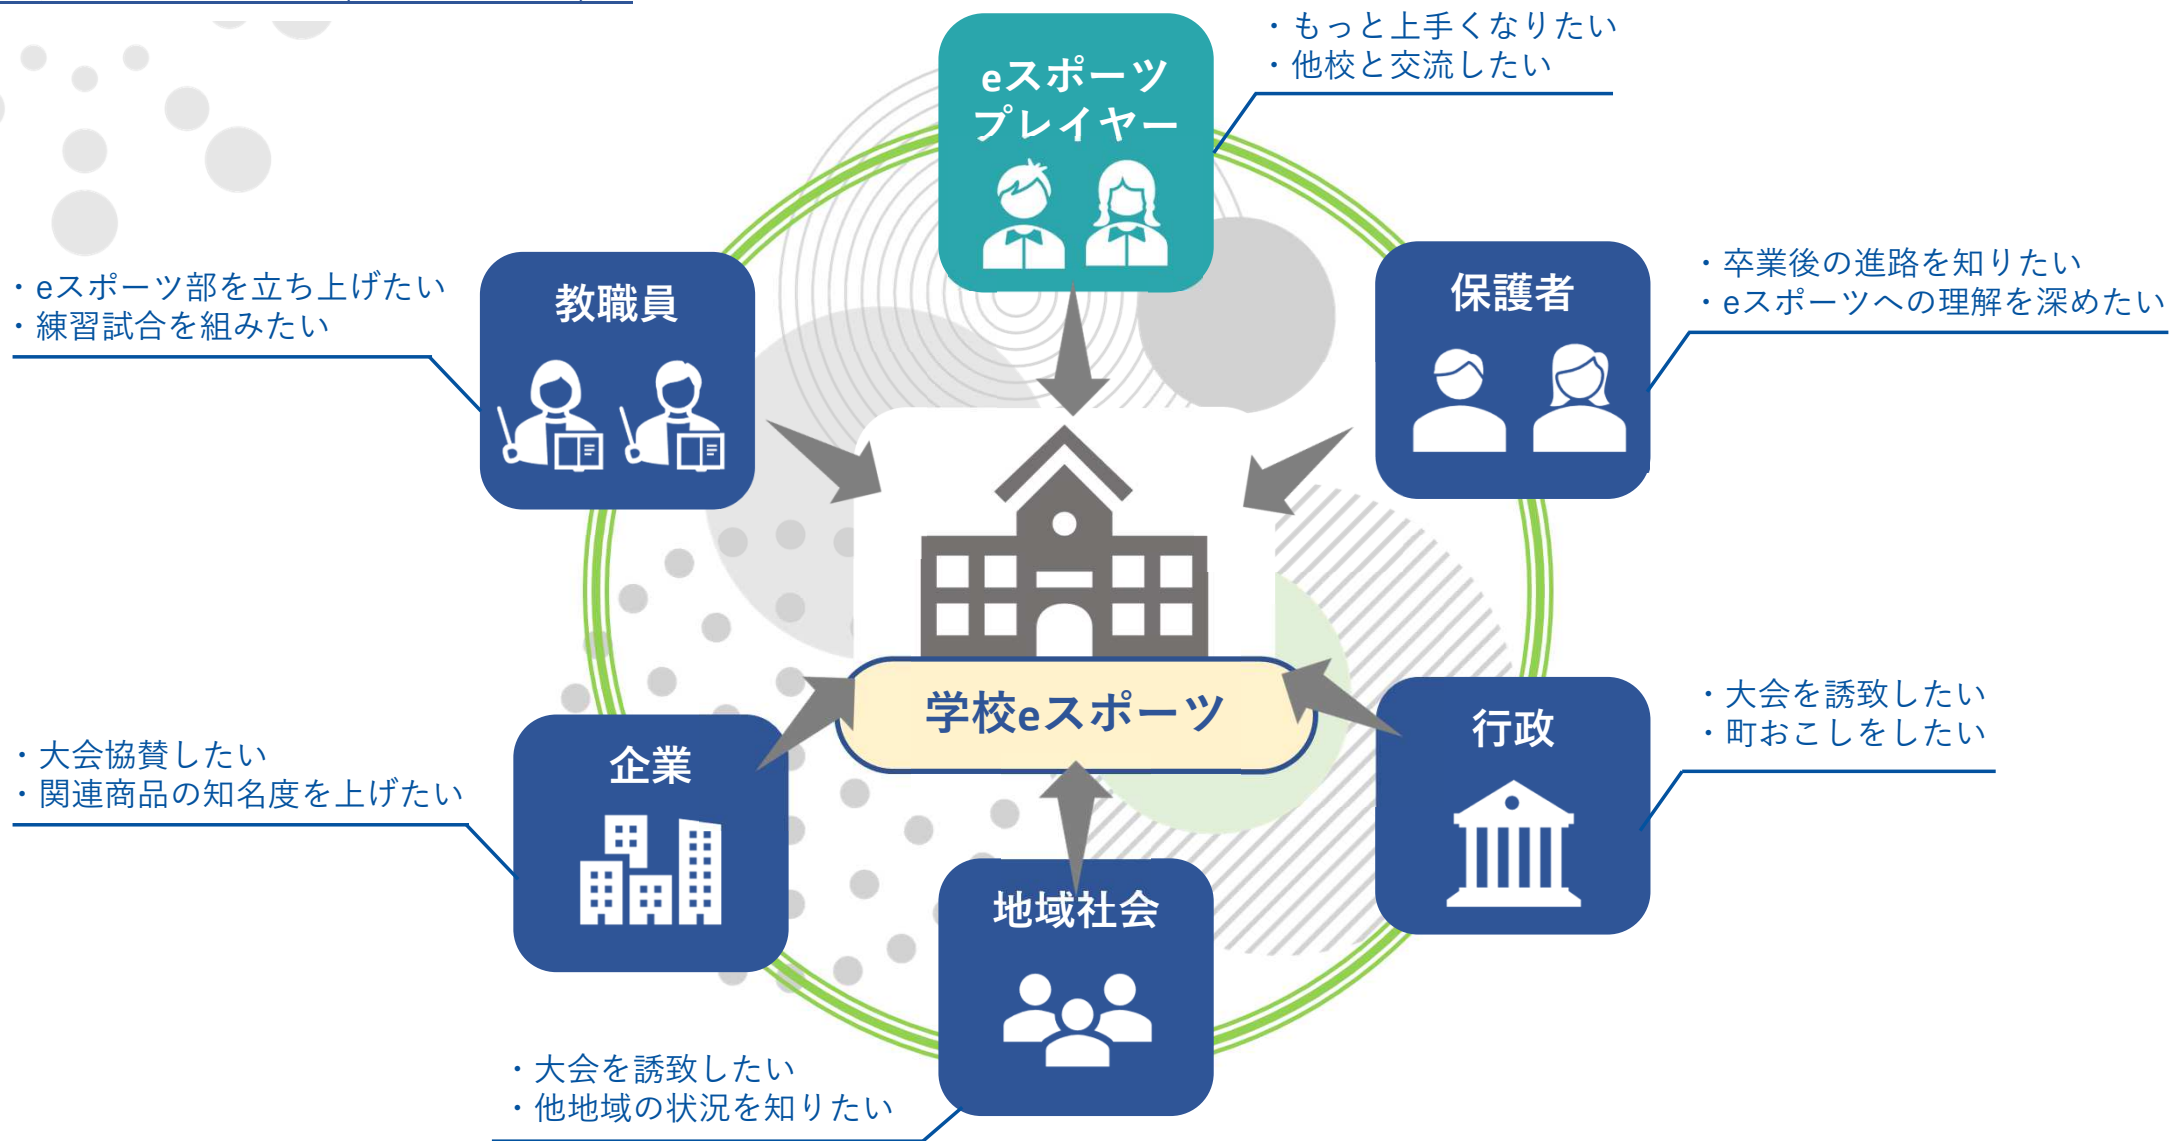 ・もっと上手くなりたい
・他校と交流したい
eスポーツ
プレイヤー
・eスポーツ部を立ち上げたい
・練習試合を組みたい
教職員
保護者
・卒業後の進路を知りたい
・eスポーツへの理解を深めたい
学校eスポーツ
・大会協賛したい
・関連商品の知名度を上げたい
企業
行政
・大会を誘致したい
・町おこしをしたい
地域社会
・大会を誘致したい
・他地域の状況を知りたい